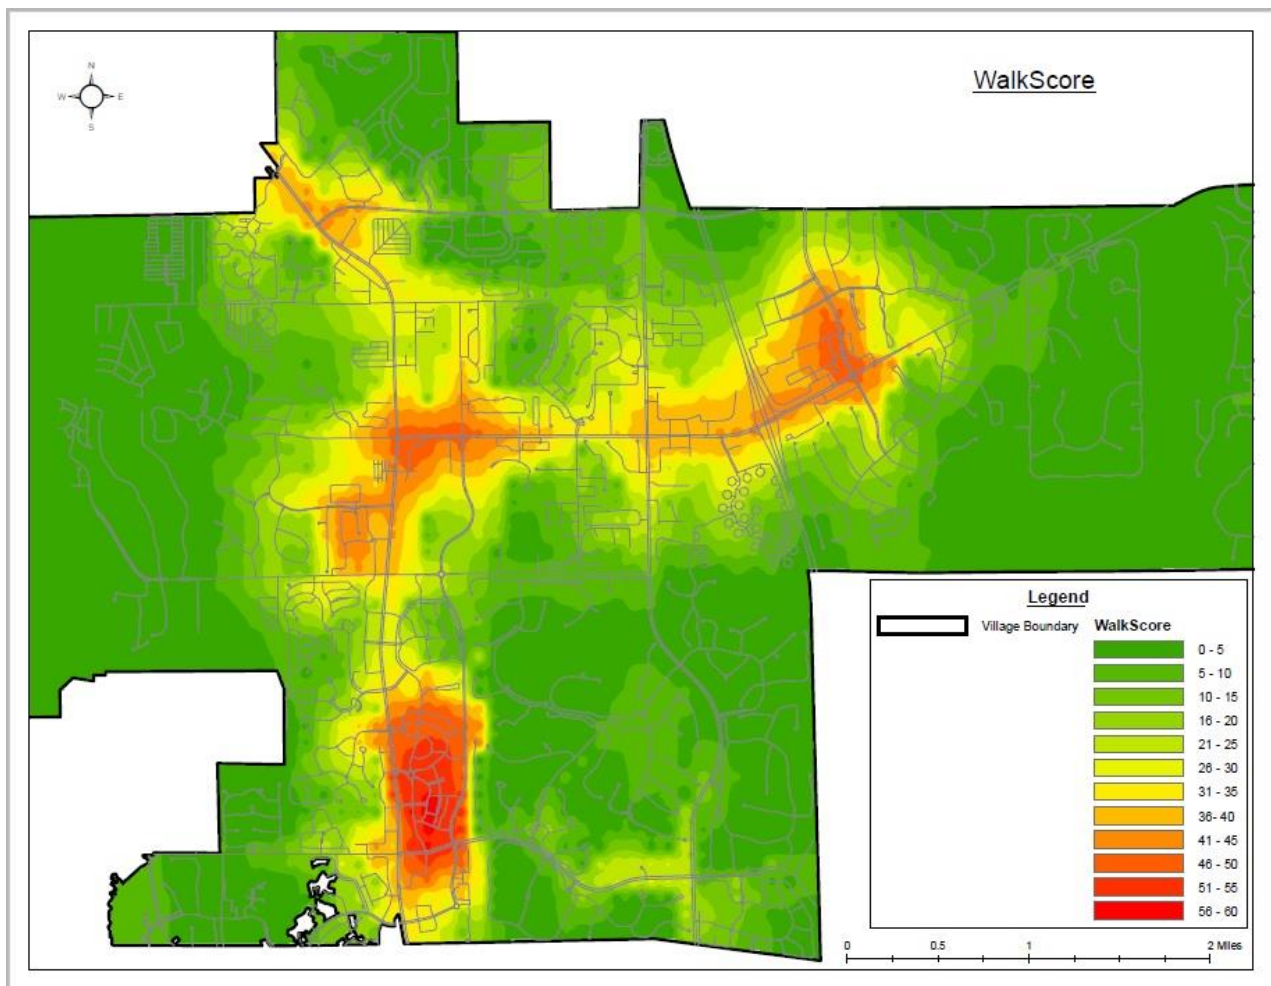 WalkScore
N
W E
S
Legend
Village Boundary WalkScore
0 - 5
5 - 10
10 - 15
16 - 20
21 - 25
26 - 30
31 - 35
36- 40
41 - 45
46 - 50
51 - 55
56 - 60
0 0.5 1 2 Miles